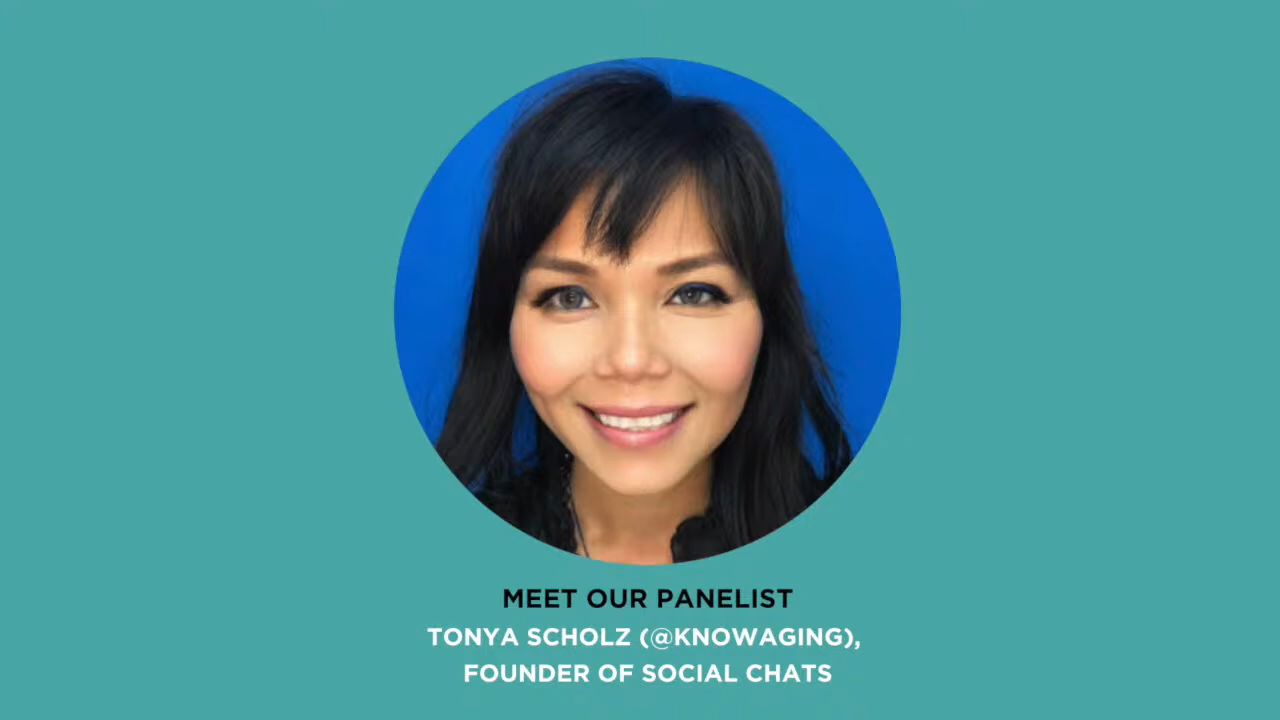 MEET OUR PANELIST
TONYA SCHOLZ (@KNOWAGING),
FOUNDER OF SOCIAL CHATS